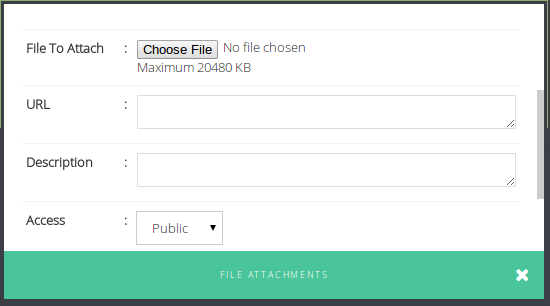 File To Attach : Choose File No file chosen
Maximum 20480 KB
URL :
Description :
Access : Public
FILE ATTACHMENTS